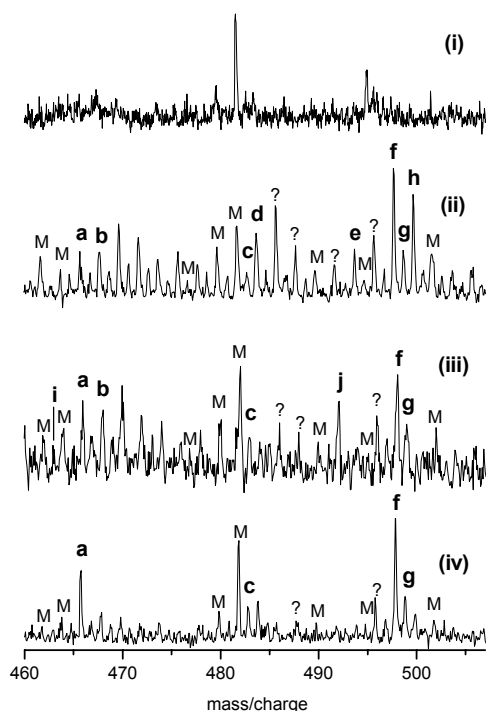 (i)
M M a b M M M c d ? ? M ? e M ? f g h M (ii)
M i M a b M M M c ? ? M j M ? f g M (iii)
M M a M M c ? M M ? f g M (iv)
460 470 480 490 500
mass/charge